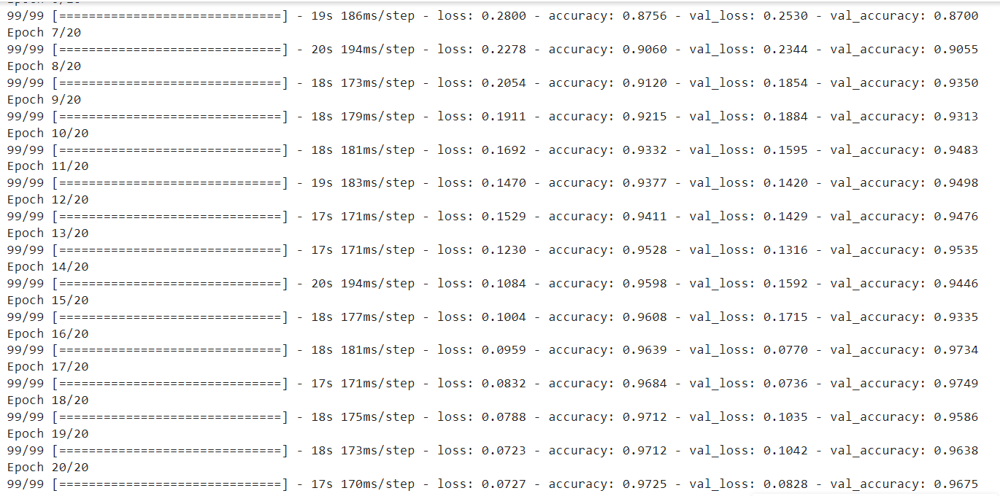 Epoch 6/20
99/99 [==============================] - 19s 186ms/step - loss: 0.2800 - accuracy: 0.8756 - val_loss: 0.2530 - val_accuracy: 0.8700
Epoch 7/20
99/99 [==============================] - 20s 194ms/step - loss: 0.2278 - accuracy: 0.9060 - val_loss: 0.2344 - val_accuracy: 0.9055
Epoch 8/20
99/99 [==============================] - 18s 173ms/step - loss: 0.2054 - accuracy: 0.9120 - val_loss: 0.1854 - val_accuracy: 0.9350
Epoch 9/20
99/99 [==============================] - 18s 179ms/step - loss: 0.1911 - accuracy: 0.9215 - val_loss: 0.1884 - val_accuracy: 0.9313
Epoch 10/20
99/99 [==============================] - 18s 181ms/step - loss: 0.1692 - accuracy: 0.9332 - val_loss: 0.1595 - val_accuracy: 0.9483
Epoch 11/20
99/99 [==============================] - 19s 183ms/step - loss: 0.1470 - accuracy: 0.9377 - val_loss: 0.1420 - val_accuracy: 0.9498
Epoch 12/20
99/99 [==============================] - 17s 171ms/step - loss: 0.1529 - accuracy: 0.9411 - val_loss: 0.1429 - val_accuracy: 0.9476
Epoch 13/20
99/99 [==============================] - 17s 171ms/step - loss: 0.1230 - accuracy: 0.9528 - val_loss: 0.1316 - val_accuracy: 0.9535
Epoch 14/20
99/99 [==============================] - 20s 194ms/step - loss: 0.1084 - accuracy: 0.9598 - val_loss: 0.1592 - val_accuracy: 0.9446
Epoch 15/20
99/99 [==============================] - 18s 177ms/step - loss: 0.1004 - accuracy: 0.9608 - val_loss: 0.1715 - val_accuracy: 0.9335
Epoch 16/20
99/99 [==============================] - 18s 181ms/step - loss: 0.0959 - accuracy: 0.9639 - val_loss: 0.0770 - val_accuracy: 0.9734
Epoch 17/20
99/99 [==============================] - 17s 171ms/step - loss: 0.0832 - accuracy: 0.9684 - val_loss: 0.0736 - val_accuracy: 0.9749
Epoch 18/20
99/99 [==============================] - 18s 175ms/step - loss: 0.0788 - accuracy: 0.9712 - val_loss: 0.1035 - val_accuracy: 0.9586
Epoch 19/20
99/99 [==============================] - 18s 173ms/step - loss: 0.0723 - accuracy: 0.9712 - val_loss: 0.1042 - val_accuracy: 0.9638
Epoch 20/20
99/99 [==============================] - 17s 170ms/step - loss: 0.0727 - accuracy: 0.9725 - val_loss: 0.0828 - val_accuracy: 0.9675